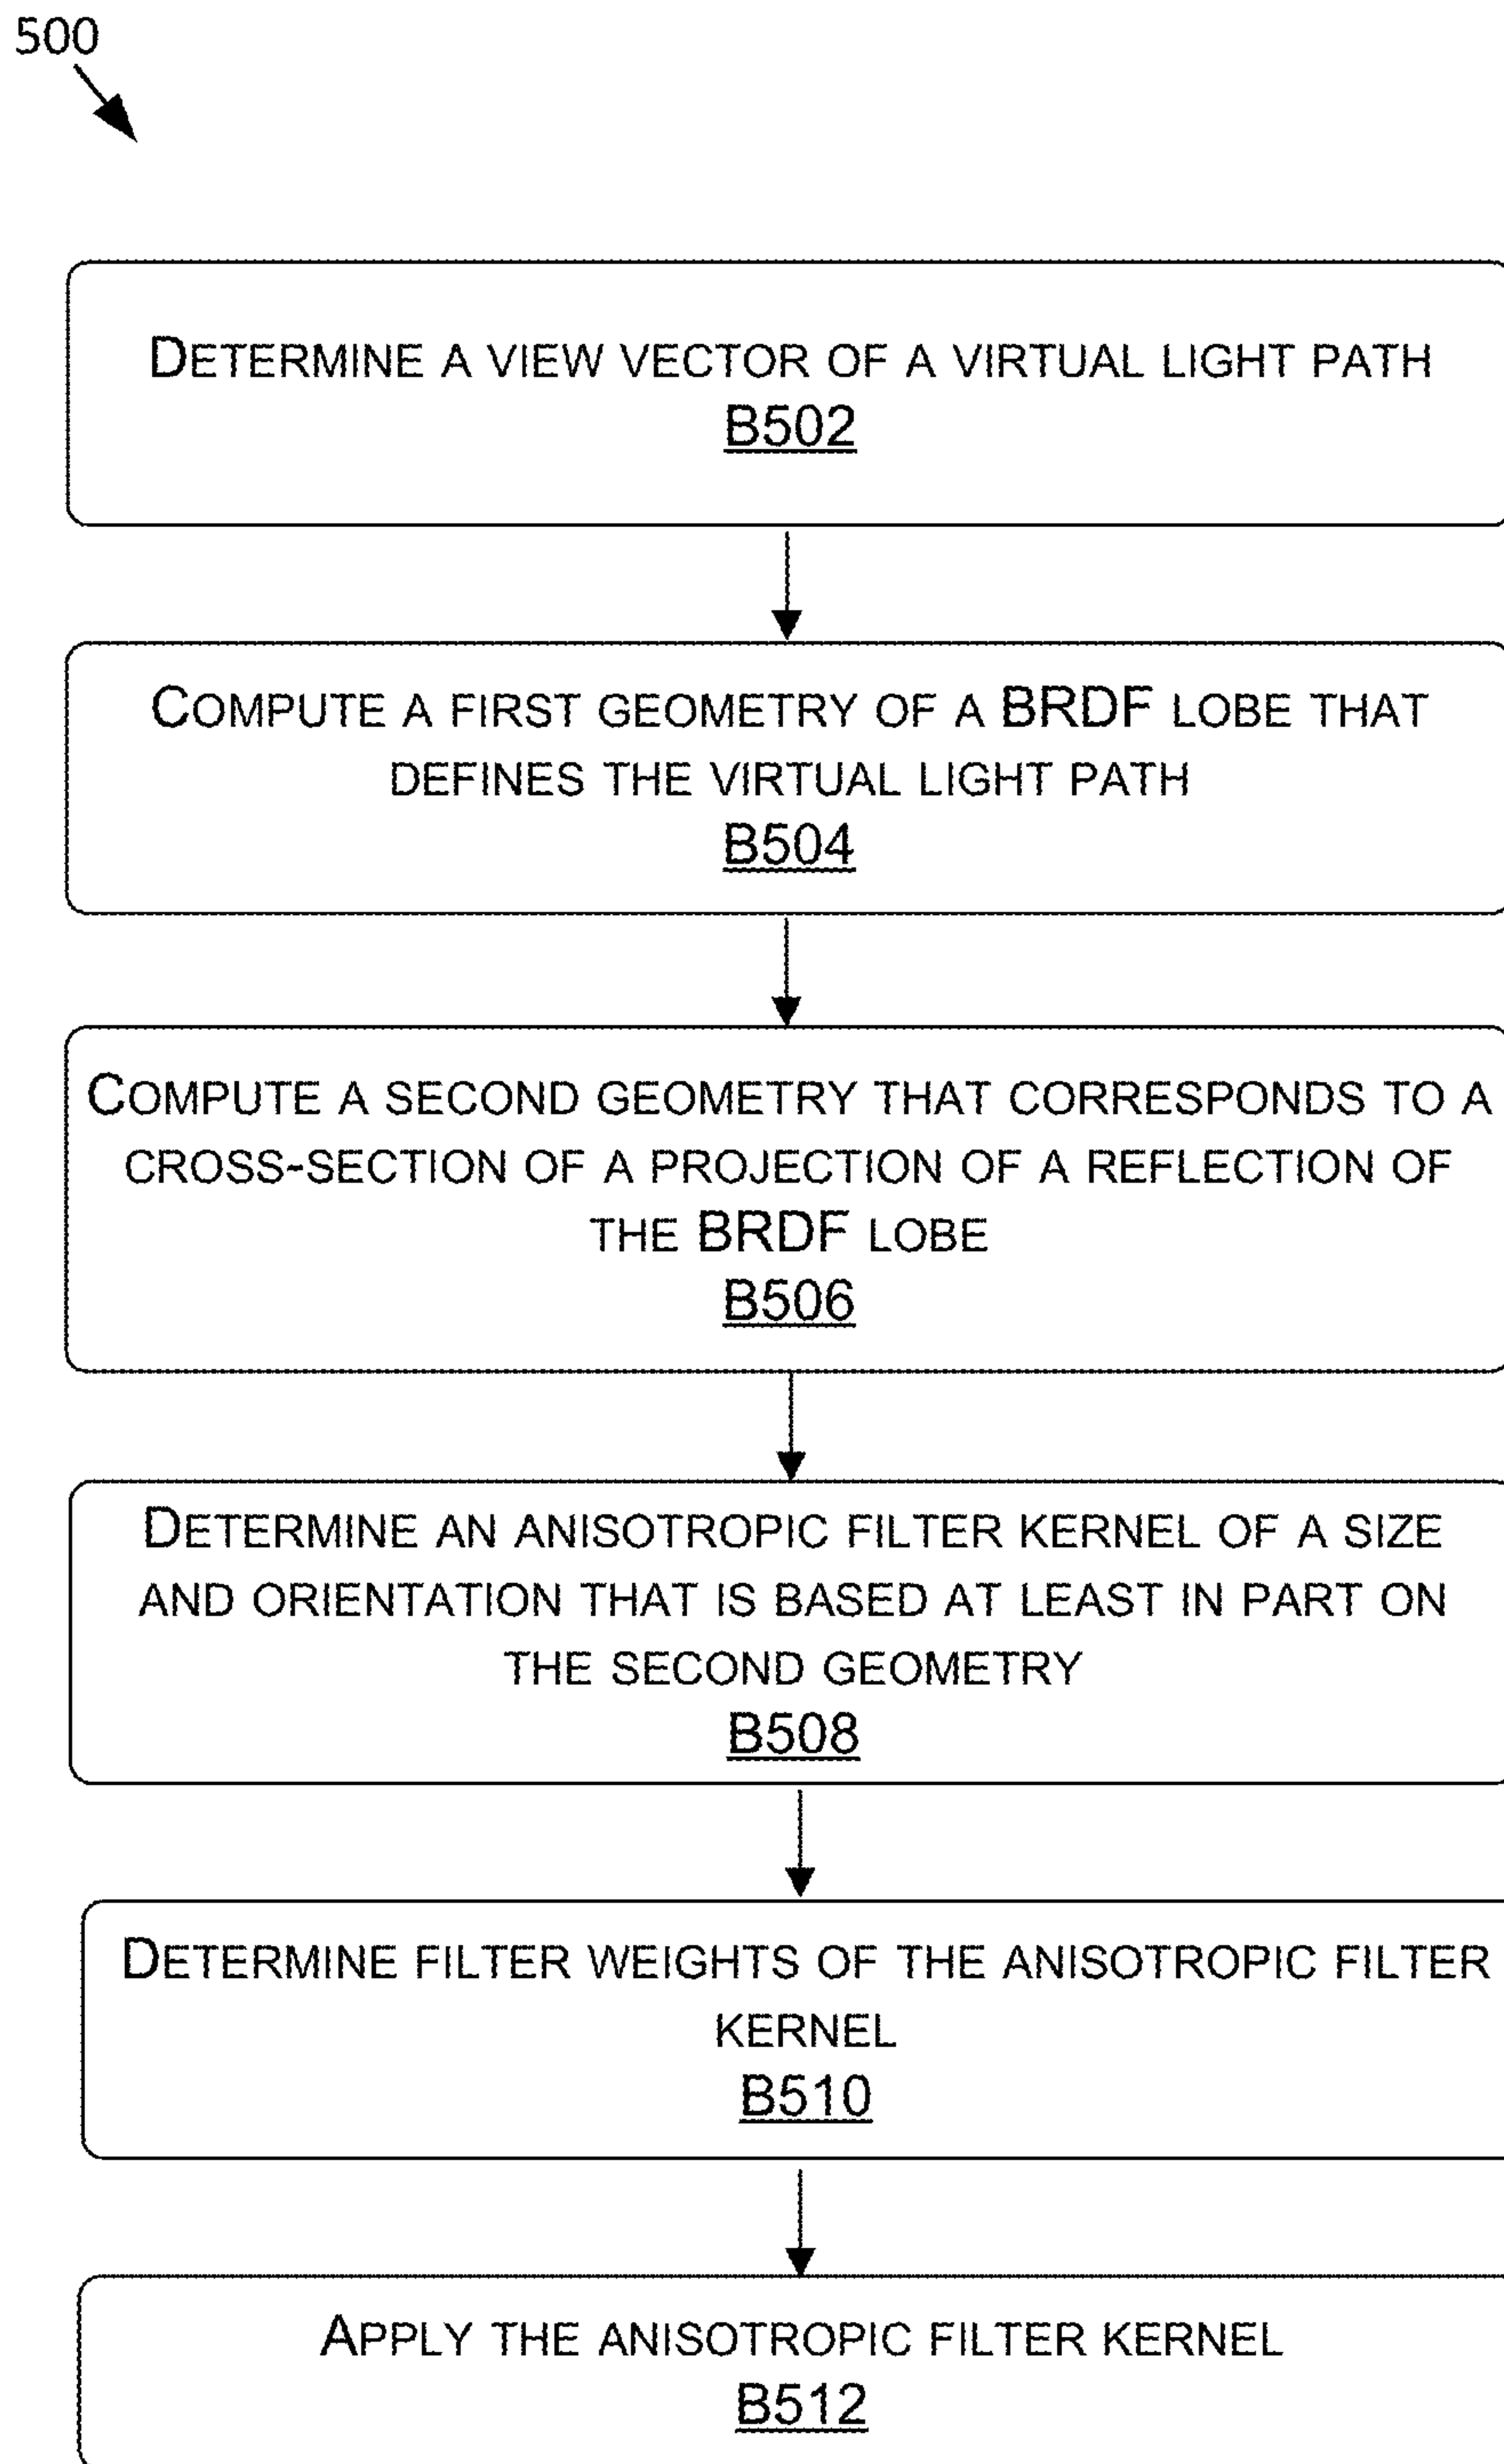 500
DETERMINE A VIEW VECTOR OF A VIRTUAL LIGHT PATH
B502
COMPUTE A FIRST GEOMETRY OF A BRDF LOBE THAT
DEFINES THE VIRTUAL LIGHT PATH
B504
COMPUTE A SECOND GEOMETRY THAT CORRESPONDS TO A
CROSS-SECTION OF A PROJECTION OF A REFLECTION OF
THE BRDF LOBE
B506
DETERMINE AN ANISOTROPIC FILTER KERNEL OF A SIZE
AND ORIENTATION THAT IS BASED AT LEAST IN PART ON
THE SECOND GEOMETRY
B508
DETERMINE FILTER WEIGHTS OF THE ANISOTROPIC FILTER
KERNEL
B510
APPLY THE ANISOTROPIC FILTER KERNEL
B512